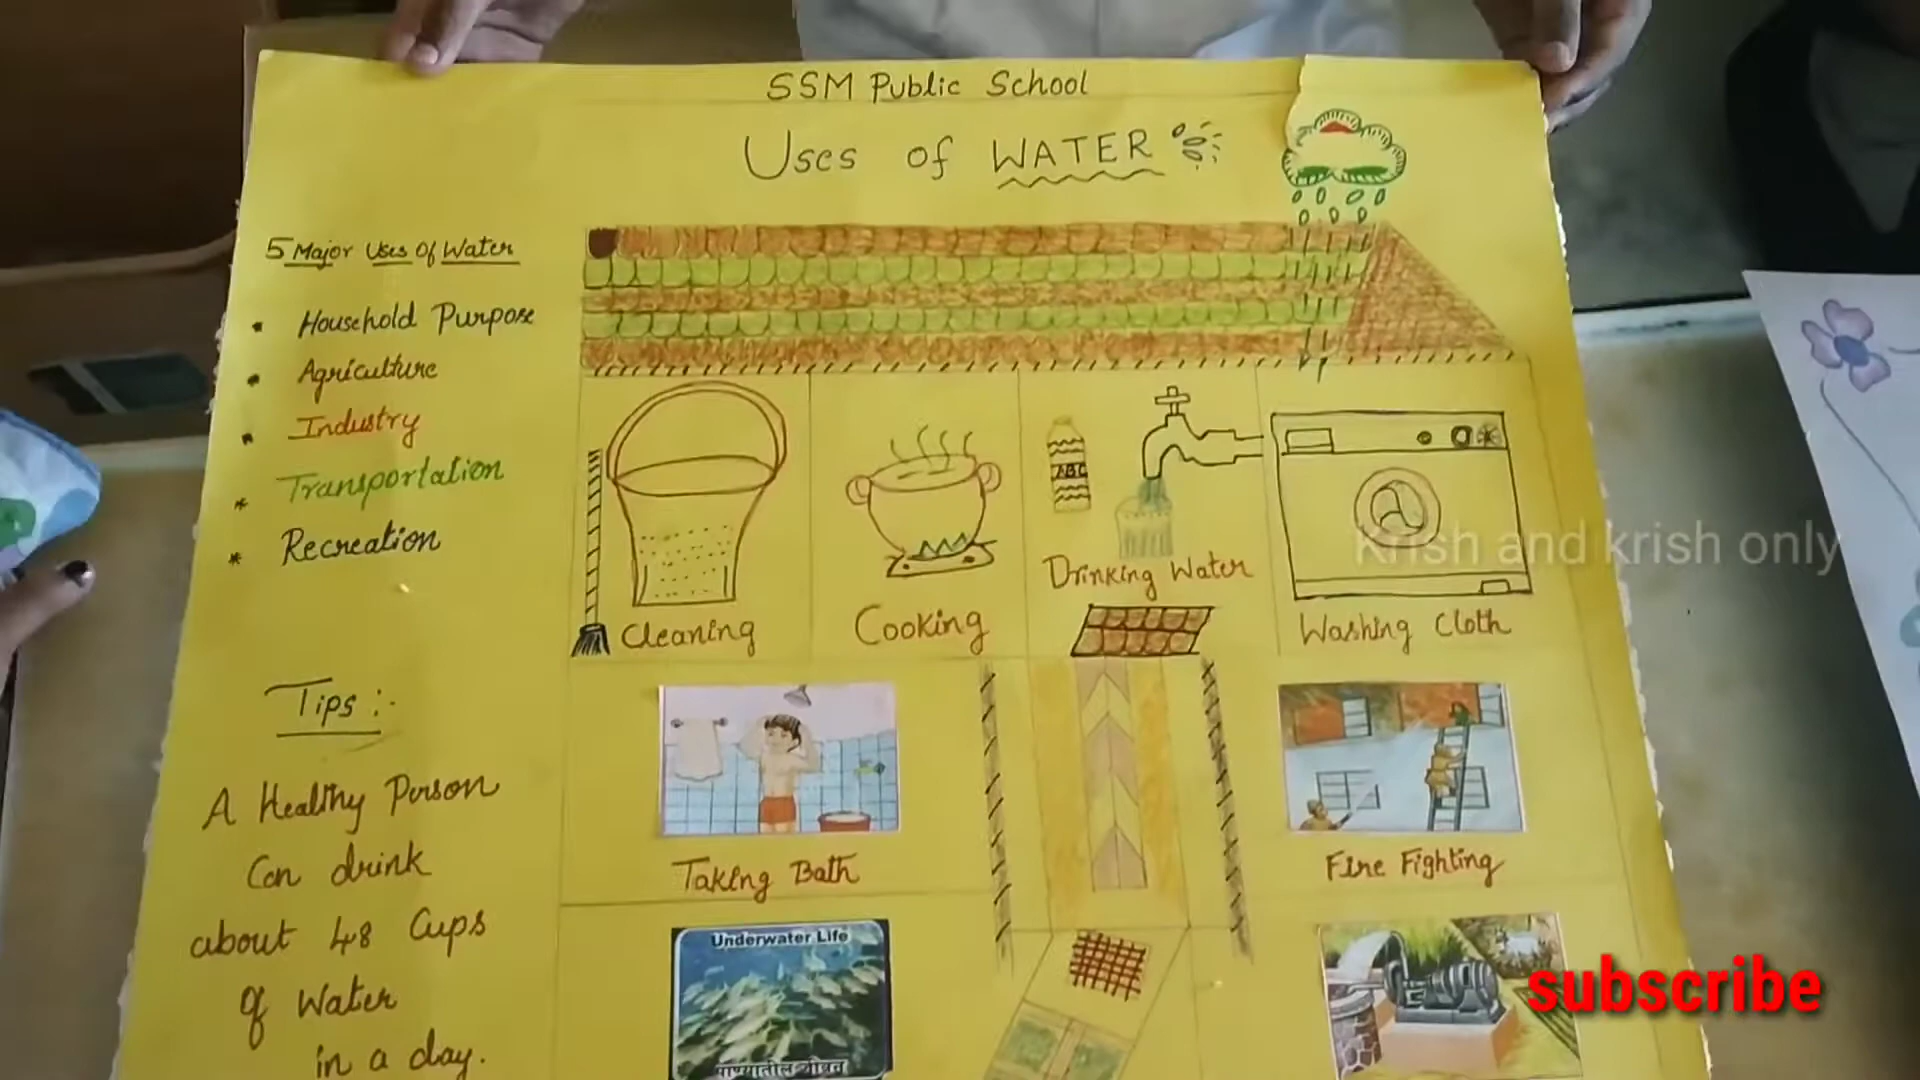 SSM Public School
Uses of WATER
5 Major Uses Of Water
Household Purpose
Agriculture
Industry
Transportation
Recreation
Tips :-
A Healthy Person
Can drink
about 48 Cups
of Water
in a day.
ABC
Cleaning
Cooking
Drinking Water
Washing Cloth
Taking Bath
Fire Fighting
Underwater Life
पाण्यातील जीवन
krish and krish only
subscribe